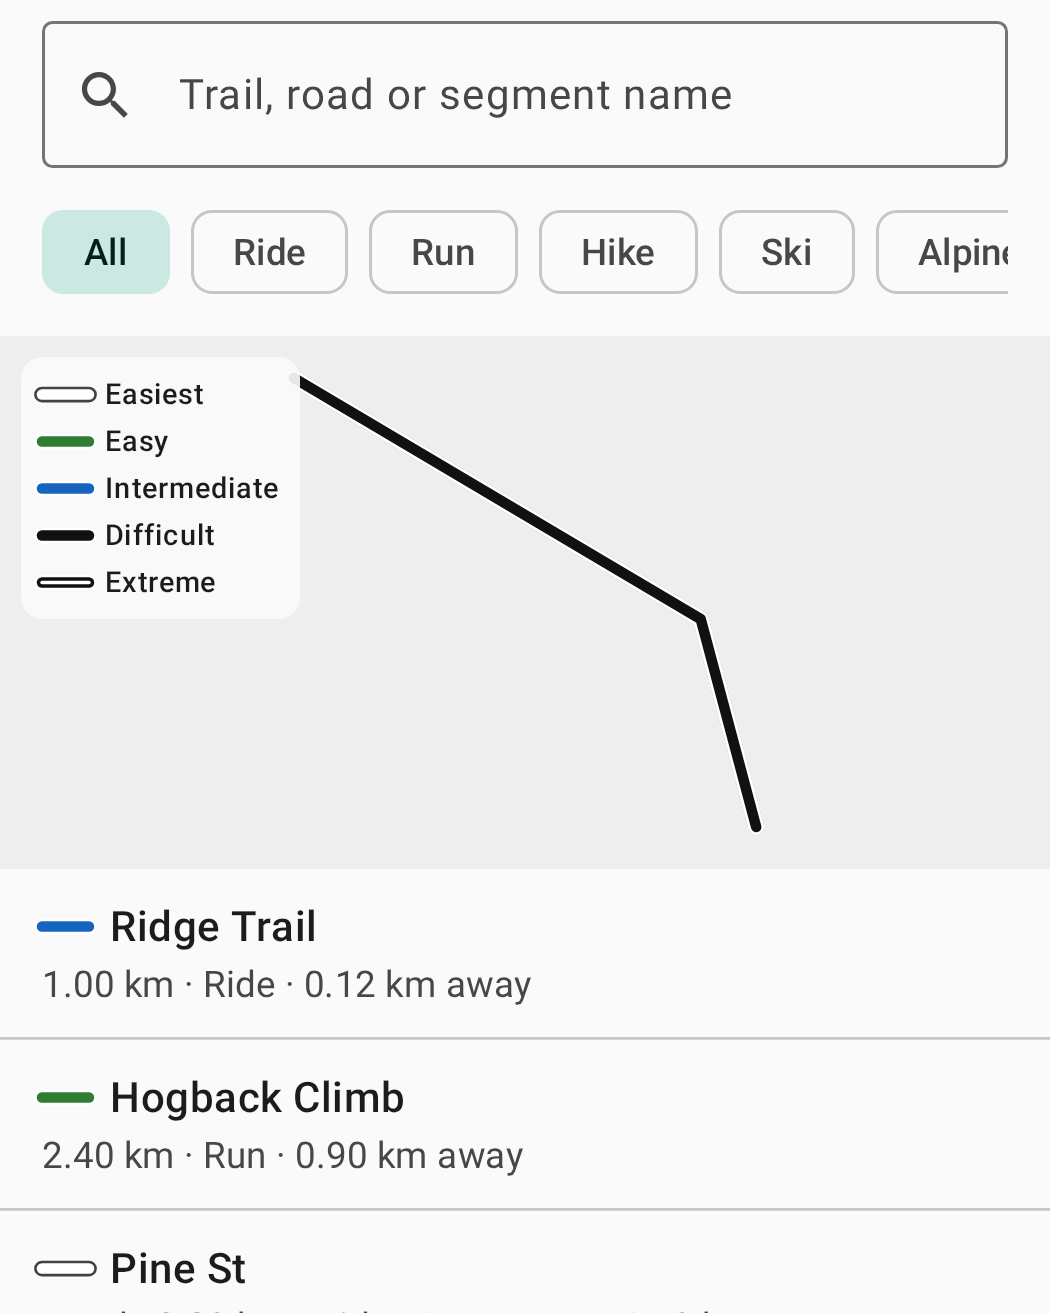 Trail, road or segment name
All Ride Run Hike Ski Alpine
Easiest
Easy
Intermediate
Difficult
Extreme
Ridge Trail
1.00 km · Ride · 0.12 km away
Hogback Climb
2.40 km · Run · 0.90 km away
Pine St